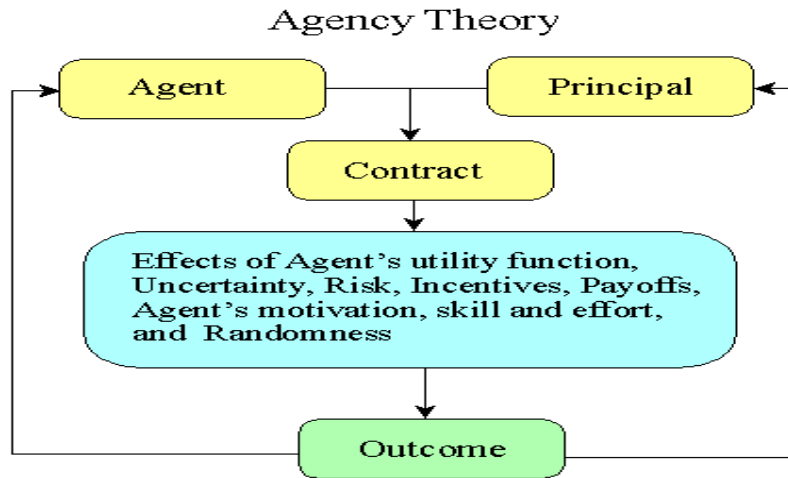 Agency Theory
Agent
Principal
Contract
Effects of Agent's utility function,
Uncertainty, Risk, Incentives, Payoffs,
Agent's motivation, skill and effort,
and Randomness
Outcome